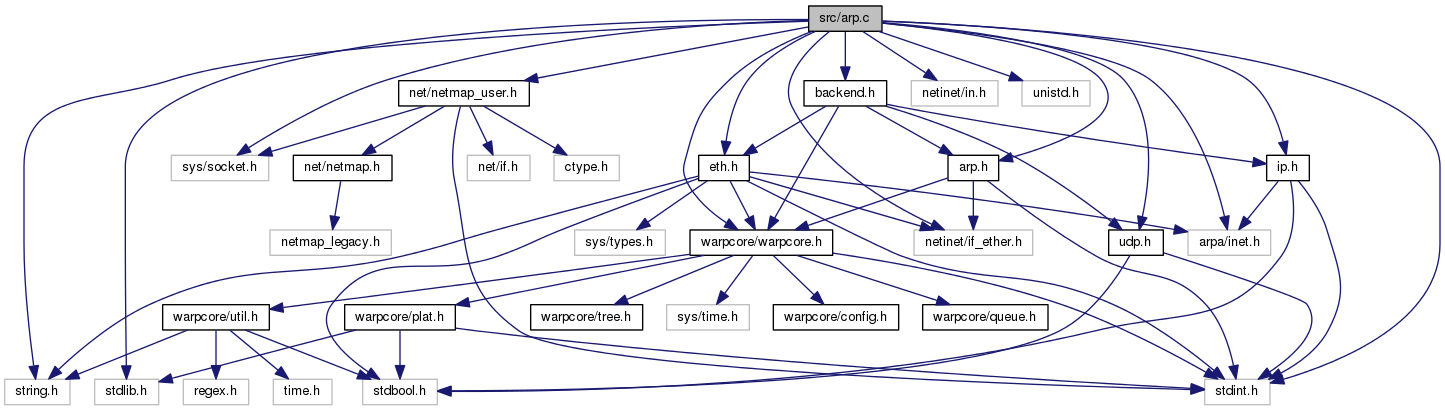 src/arp.c
net/netmap_user.h
backend.h
netinet/in.h
unistd.h
sys/socket.h
net/netmap.h
net/if.h
ctype.h
eth.h
arp.h
ip.h
netmap_legacy.h
sys/types.h
warpcore/warpcore.h
netinet/if_ether.h
udp.h
arpa/inet.h
warpcore/util.h
warpcore/plat.h
warpcore/tree.h
sys/time.h
warpcore/config.h
warpcore/queue.h
string.h
stdlib.h
regex.h
time.h
stdbool.h
stdint.h